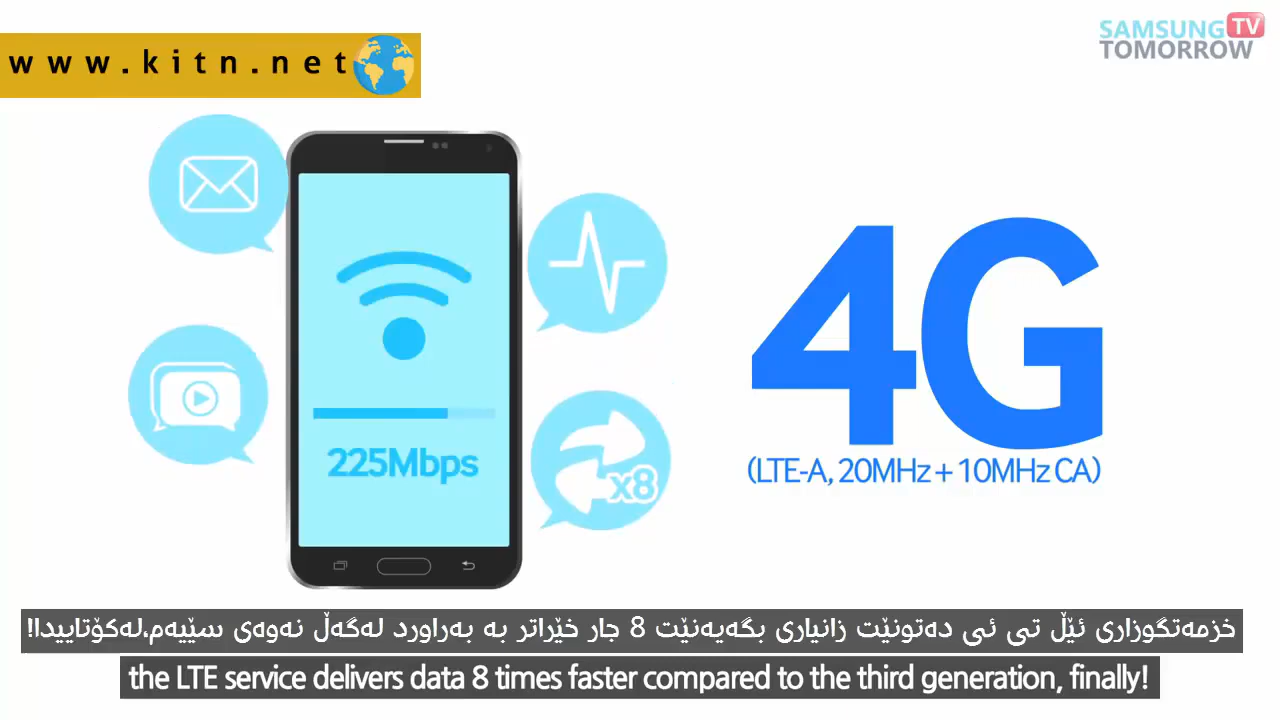 www.kitn.net
SAMSUNG TV
TOMORROW
225Mbps
x8
4G
(LTE-A, 20MHz + 10MHz CA)
خزمەتگوزاری ئێڵ تی ئی دەتونێت زانیاری بگەیەنێت 8 جار خێراتر بە بەراورد لەگەڵ نەوەی سێیەم،لەکۆتاییدا!
the LTE service delivers data 8 times faster compared to the third generation, finally!